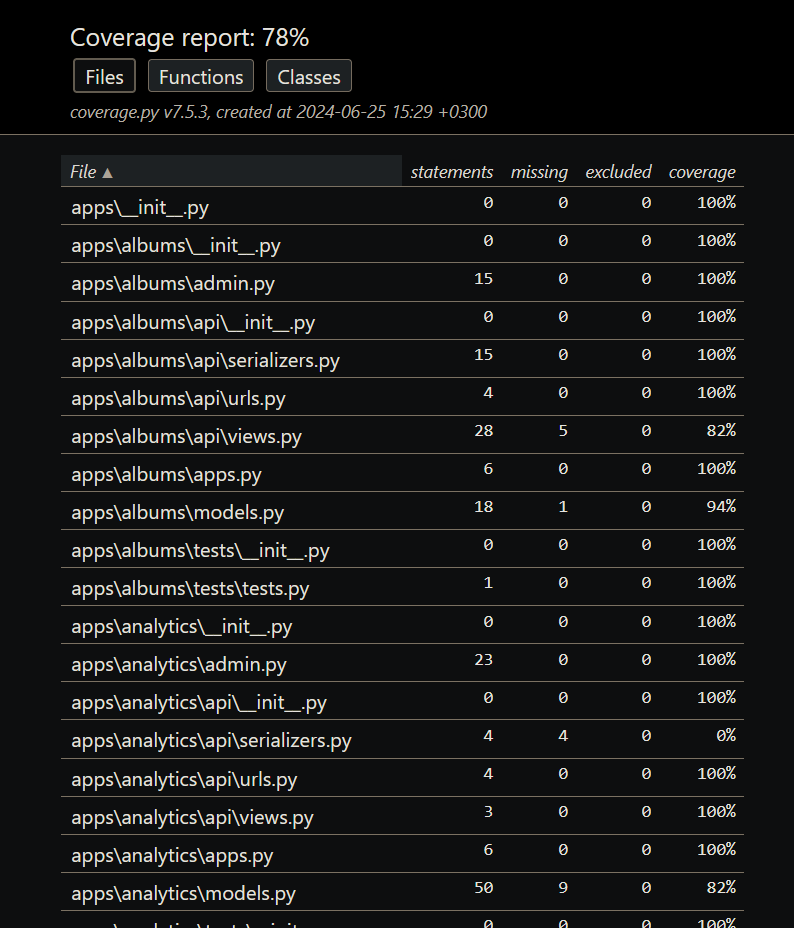 Coverage report: 78%
Files Functions Classes
coverage.py v7.5.3, created at 2024-06-25 15:29 +0300
File ▲ statements missing excluded coverage
apps\__init__.py 0 0 0 100%
apps\albums\__init__.py 0 0 0 100%
apps\albums\admin.py 15 0 0 100%
apps\albums\api\__init__.py 0 0 0 100%
apps\albums\api\serializers.py 15 0 0 100%
apps\albums\api\urls.py 4 0 0 100%
apps\albums\api\views.py 28 5 0 82%
apps\albums\apps.py 6 0 0 100%
apps\albums\models.py 18 1 0 94%
apps\albums\tests\__init__.py 0 0 0 100%
apps\albums\tests\tests.py 1 0 0 100%
apps\analytics\__init__.py 0 0 0 100%
apps\analytics\admin.py 23 0 0 100%
apps\analytics\api\__init__.py 0 0 0 100%
apps\analytics\api\serializers.py 4 4 0 0%
apps\analytics\api\urls.py 4 0 0 100%
apps\analytics\api\views.py 3 0 0 100%
apps\analytics\apps.py 6 0 0 100%
apps\analytics\models.py 50 9 0 82%
0 0 0 100%